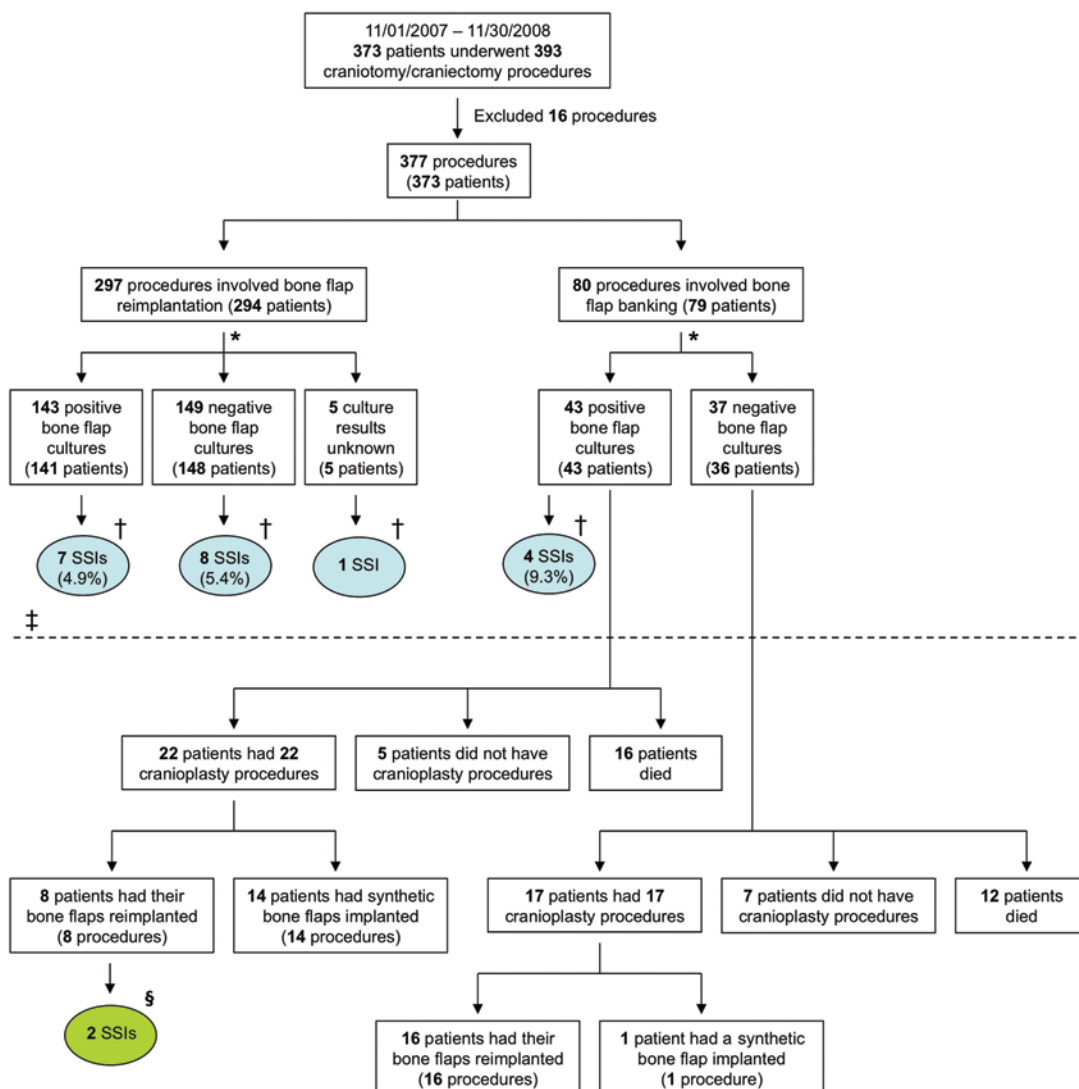 11/01/2007 – 11/30/2008
373 patients underwent 393
craniotomy/craniectomy procedures
Excluded 16 procedures
377 procedures
(373 patients)
297 procedures involved bone flap
reimplantation (294 patients)
80 procedures involved bone
flap banking (79 patients)
*
*
143 positive
bone flap
cultures
(141 patients)
149 negative
bone flap
cultures
(148 patients)
5 culture
results
unknown
(5 patients)
43 positive
bone flap
cultures
(43 patients)
37 negative
bone flap
cultures
(36 patients)
†
7 SSIs
(4.9%)
†
8 SSIs
(5.4%)
†
1 SSI
†
4 SSIs
(9.3%)
‡
22 patients had 22
cranioplasty procedures
5 patients did not have
cranioplasty procedures
16 patients
died
8 patients had their
bone flaps reimplanted
(8 procedures)
14 patients had synthetic
bone flaps implanted
(14 procedures)
17 patients had 17
cranioplasty procedures
7 patients did not have
cranioplasty procedures
12 patients
died
§
2 SSIs
16 patients had their
bone flaps reimplanted
(16 procedures)
1 patient had a synthetic
bone flap implanted
(1 procedure)